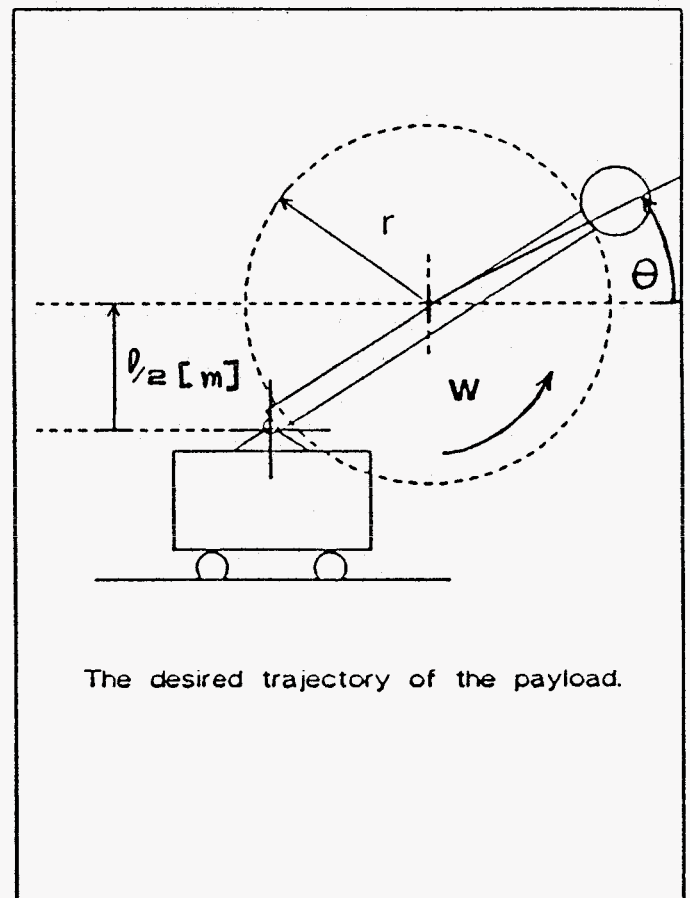 r
θ
l/2 [m]
W
The desired trajectory of the payload.